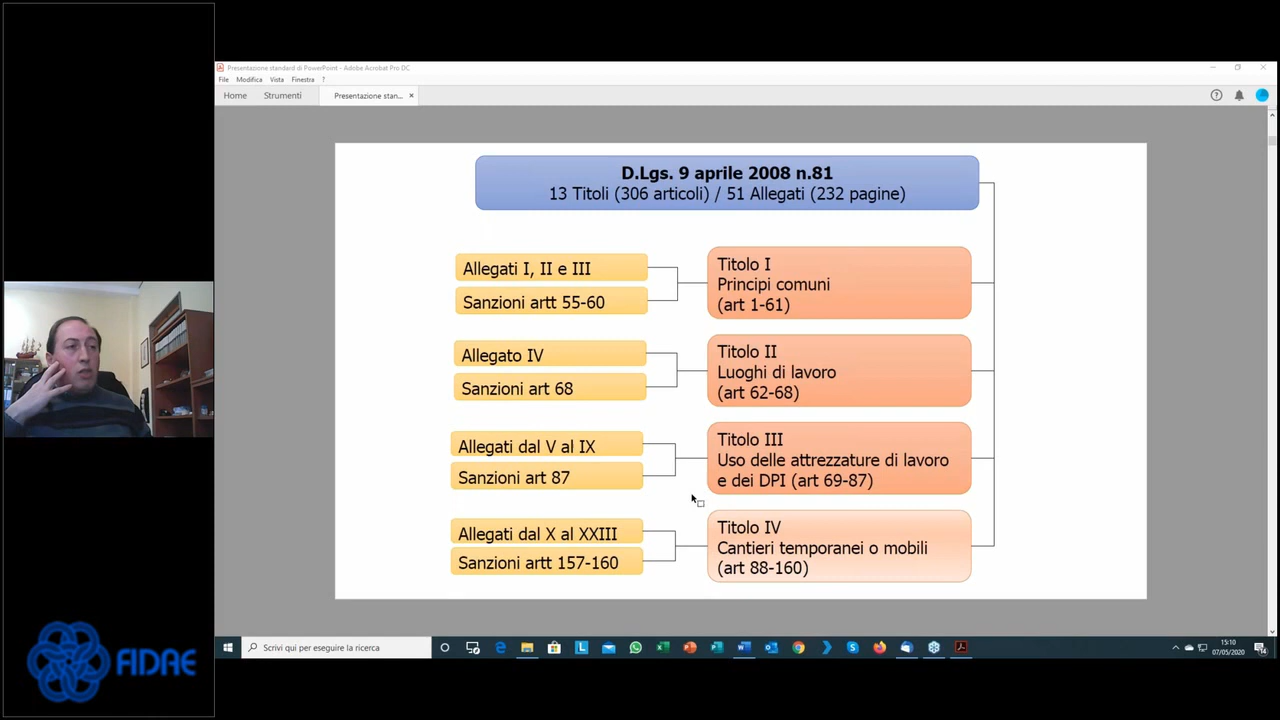 Presentazione standard di PowerPoint - Adobe Acrobat Pro DC
File Modifica Vista Finestra ?
Home Strumenti Presentazione stan... ×
D.Lgs. 9 aprile 2008 n.81
13 Titoli (306 articoli) / 51 Allegati (232 pagine)
Allegati I, II e III
Sanzioni artt 55-60
Titolo I
Principi comuni
(art 1-61)
Allegato IV
Sanzioni art 68
Titolo II
Luoghi di lavoro
(art 62-68)
Allegati dal V al IX
Sanzioni art 87
Titolo III
Uso delle attrezzature di lavoro
e dei DPI (art 69-87)
Allegati dal X al XXIII
Sanzioni artt 157-160
Titolo IV
Cantieri temporanei o mobili
(art 88-160)
FIDAE
Scrivi qui per eseguire la ricerca
15:10
07/05/2020